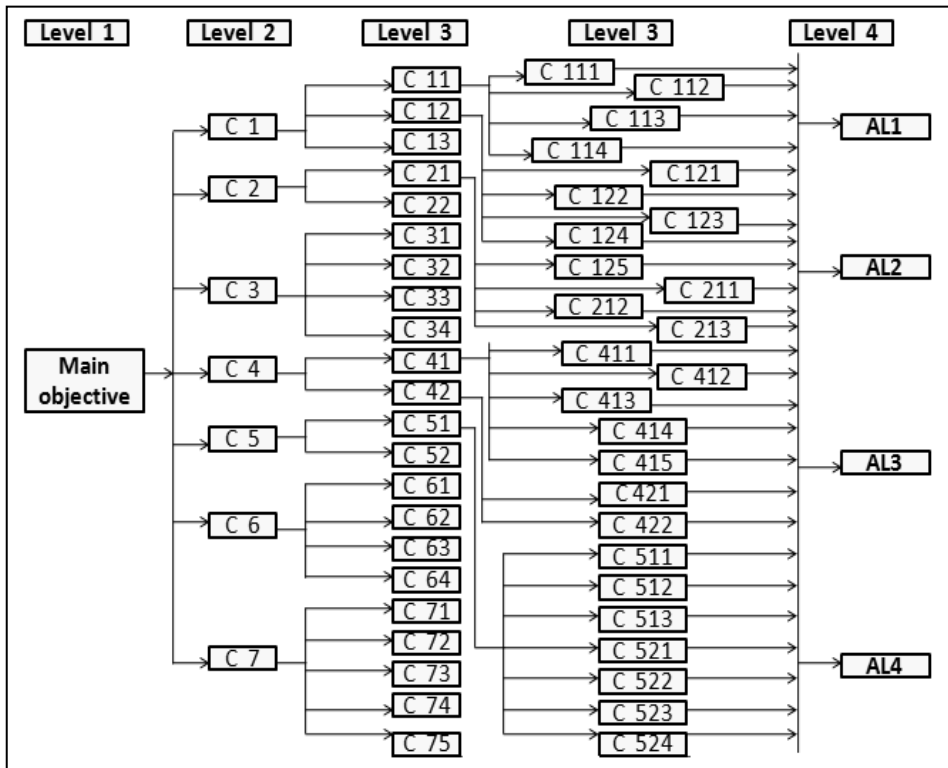 Level 1
Level 2
Level 3
Level 3
Level 4
Main
objective
C 1
C 2
C 3
C 4
C 5
C 6
C 7
C 11
C 12
C 13
C 21
C 22
C 31
C 32
C 33
C 34
C 41
C 42
C 51
C 52
C 61
C 62
C 63
C 64
C 71
C 72
C 73
C 74
C 75
C 111
C 112
C 113
C 114
C 121
C 122
C 123
C 124
C 125
C 211
C 212
C 213
C 411
C 412
C 413
C 414
C 415
C 421
C 422
C 511
C 512
C 513
C 521
C 522
C 523
C 524
AL1
AL2
AL3
AL4